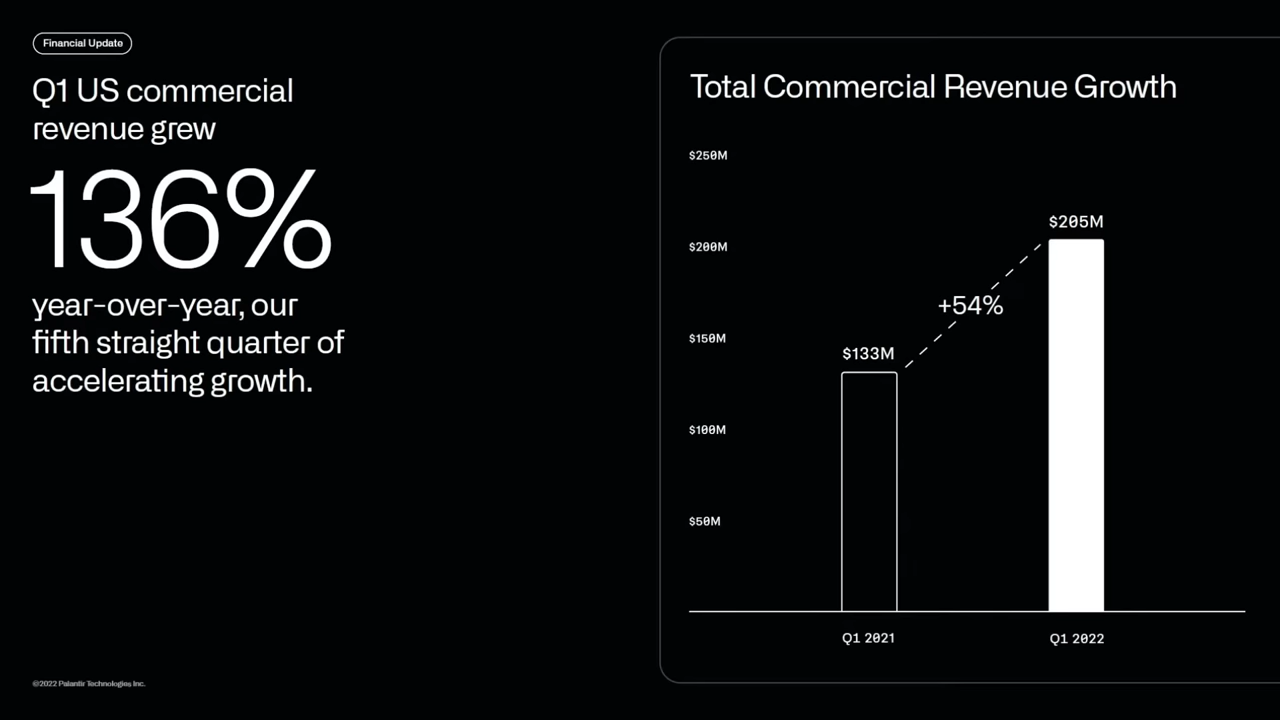 Financial Update
Q1 US commercial
revenue grew
136%
year-over-year, our
fifth straight quarter of
accelerating growth.
©2022 Palantir Technologies Inc.
Total Commercial Revenue Growth
$250M
$205M
$200M
+54%
$150M
$133M
$100M
$50M
Q1 2021
Q1 2022